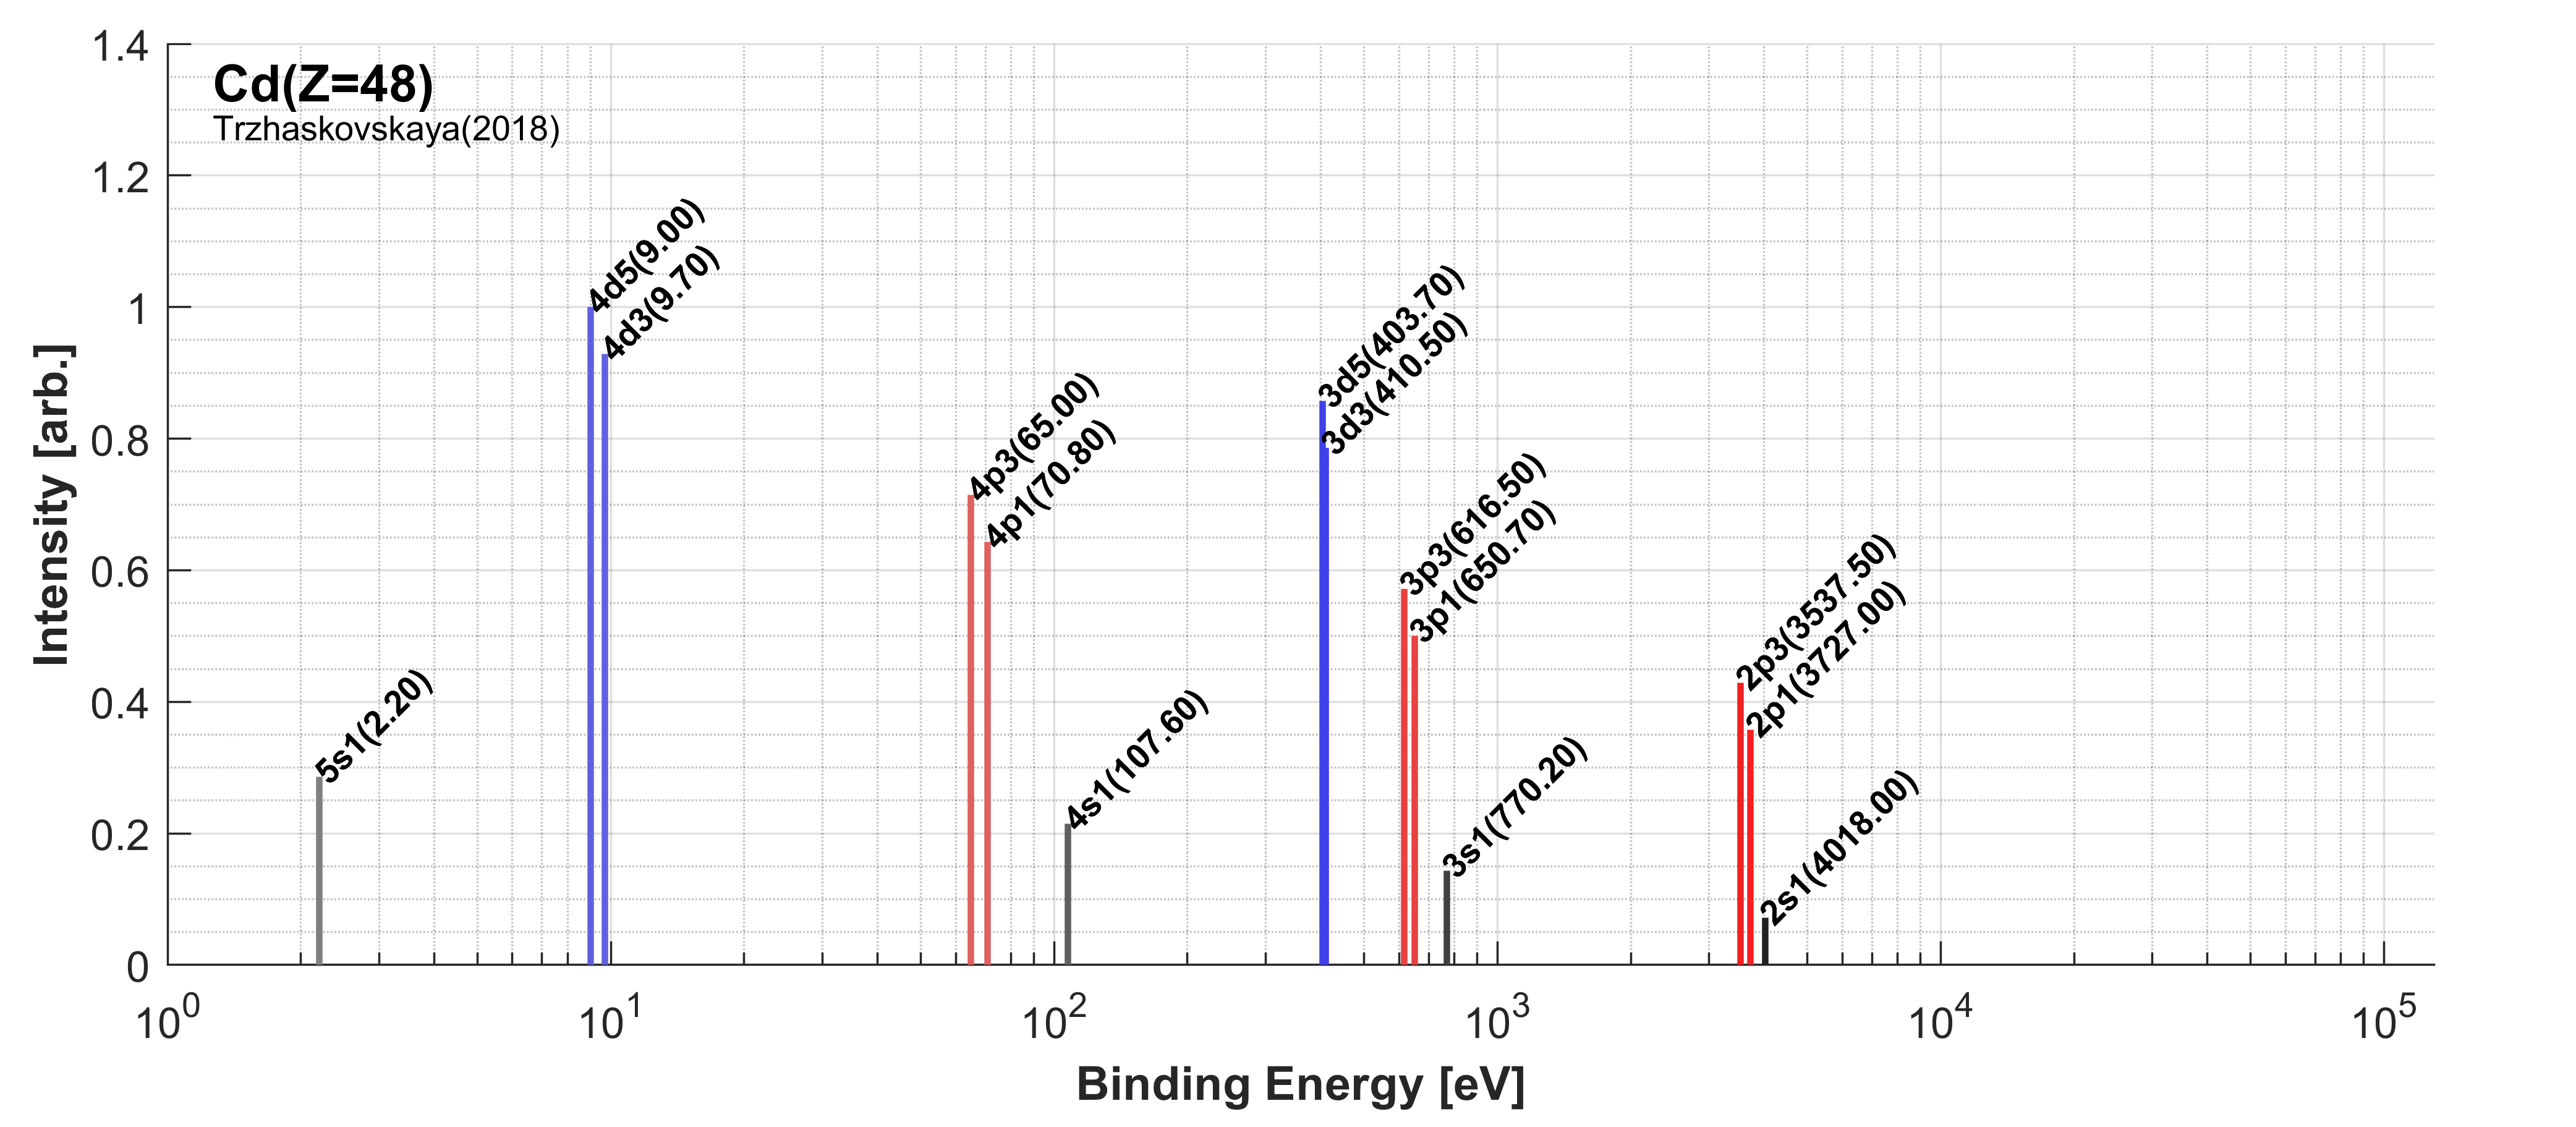 Cd(Z=48)
Trzhaskovskaya(2018)
Intensity [arb.]
1.4
1.2
1
0.8
0.6
0.4
0.2
0
5s1(2.20)
4d5(9.00)
4d3(9.70)
4p3(65.00)
4p1(70.80)
4s1(107.60)
3d5(403.70)
3d3(410.50)
3p3(616.50)
3p1(650.70)
3s1(770.20)
2p3(3537.50)
2p1(3727.00)
2s1(4018.00)
10^0 10^1 10^2 10^3 10^4 10^5
Binding Energy [eV]